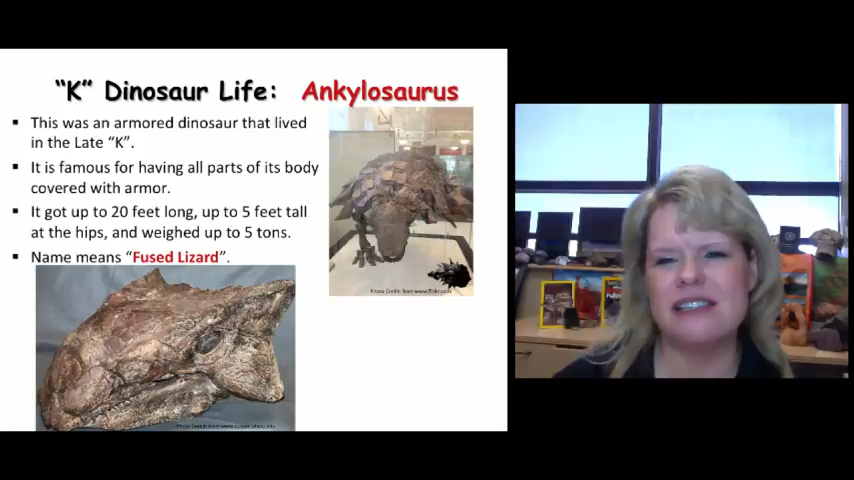 “K” Dinosaur Life: Ankylosaurus
▪ This was an armored dinosaur that lived
in the Late “K”.
▪ It is famous for having all parts of its body
covered with armor.
▪ It got up to 20 feet long, up to 5 feet tall
at the hips, and weighed up to 5 tons.
▪ Name means “Fused Lizard”.